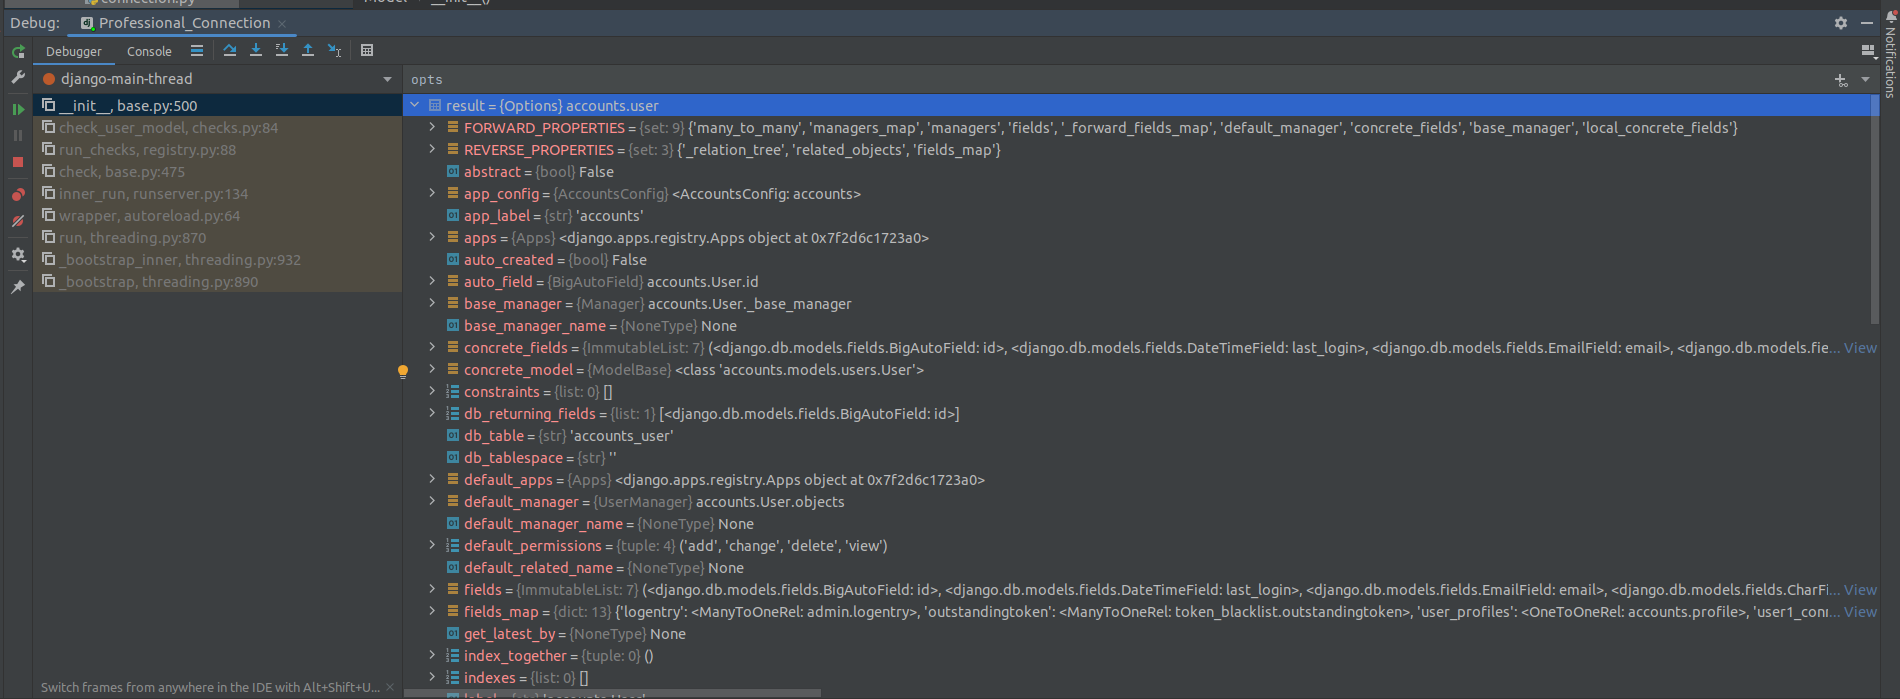 connection.py
Model › __init__()
Debug: Professional_Connection
Debugger Console
django-main-thread
__init__, base.py:500
check_user_model, checks.py:84
run_checks, registry.py:88
check, base.py:475
inner_run, runserver.py:134
wrapper, autoreload.py:64
run, threading.py:870
_bootstrap_inner, threading.py:932
_bootstrap, threading.py:890
Switch frames from anywhere in the IDE with Alt+Shift+U...
opts
result = {Options} accounts.user
FORWARD_PROPERTIES = {set: 9} {'many_to_many', 'managers_map', 'managers', 'fields', '_forward_fields_map', 'default_manager', 'concrete_fields', 'base_manager', 'local_concrete_fields'}
REVERSE_PROPERTIES = {set: 3} {'_relation_tree', 'related_objects', 'fields_map'}
abstract = {bool} False
app_config = {AccountsConfig} <AccountsConfig: accounts>
app_label = {str} 'accounts'
apps = {Apps} <django.apps.registry.Apps object at 0x7f2d6c1723a0>
auto_created = {bool} False
auto_field = {BigAutoField} accounts.User.id
base_manager = {Manager} accounts.User._base_manager
base_manager_name = {NoneType} None
concrete_fields = {ImmutableList: 7} (<django.db.models.fields.BigAutoField: id>, <django.db.models.fields.DateTimeField: last_login>, <django.db.models.fields.EmailField: email>, <django.db.models.fie... View
concrete_model = {ModelBase} <class 'accounts.models.users.User'>
constraints = {list: 0} []
db_returning_fields = {list: 1} [<django.db.models.fields.BigAutoField: id>]
db_table = {str} 'accounts_user'
db_tablespace = {str} ''
default_apps = {Apps} <django.apps.registry.Apps object at 0x7f2d6c1723a0>
default_manager = {UserManager} accounts.User.objects
default_manager_name = {NoneType} None
default_permissions = {tuple: 4} ('add', 'change', 'delete', 'view')
default_related_name = {NoneType} None
fields = {ImmutableList: 7} (<django.db.models.fields.BigAutoField: id>, <django.db.models.fields.DateTimeField: last_login>, <django.db.models.fields.EmailField: email>, <django.db.models.fields.CharFi... View
fields_map = {dict: 13} {'logentry': <ManyToOneRel: admin.logentry>, 'outstandingtoken': <ManyToOneRel: token_blacklist.outstandingtoken>, 'user_profiles': <OneToOneRel: accounts.profile>, 'user1_conn... View
get_latest_by = {NoneType} None
index_together = {tuple: 0} ()
indexes = {list: 0} []
Notifications